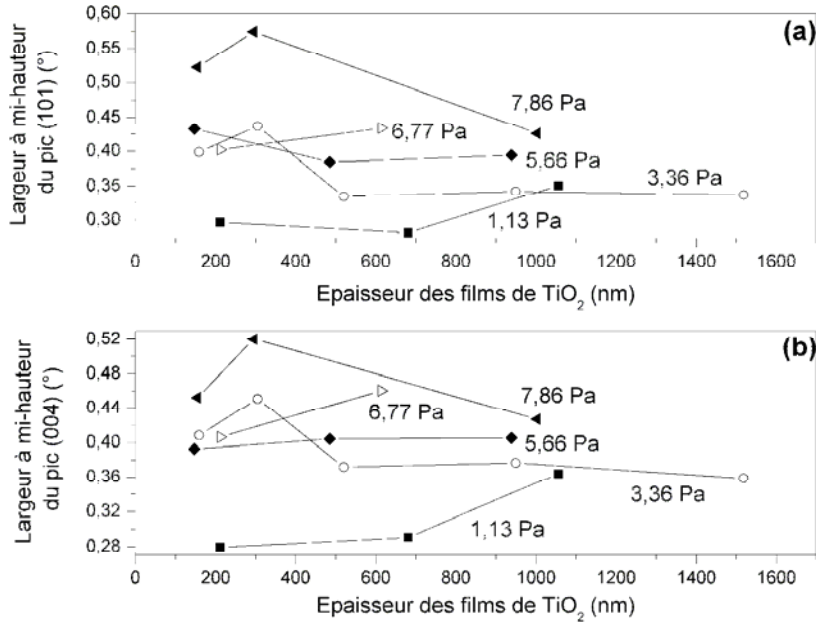 (a)
Largeur à mi-hauteur
du pic (101) (°)
0,60
0,55
0,50
0,45
0,40
0,35
0,30
7,86 Pa
6,77 Pa
5,66 Pa
3,36 Pa
1,13 Pa
0 200 400 600 800 1000 1200 1400 1600
Epaisseur des films de TiO₂ (nm)
(b)
Largeur à mi-hauteur
du pic (004) (°)
0,52
0,48
0,44
0,40
0,36
0,32
0,28
7,86 Pa
6,77 Pa
5,66 Pa
3,36 Pa
1,13 Pa
0 200 400 600 800 1000 1200 1400 1600
Epaisseur des films de TiO₂ (nm)